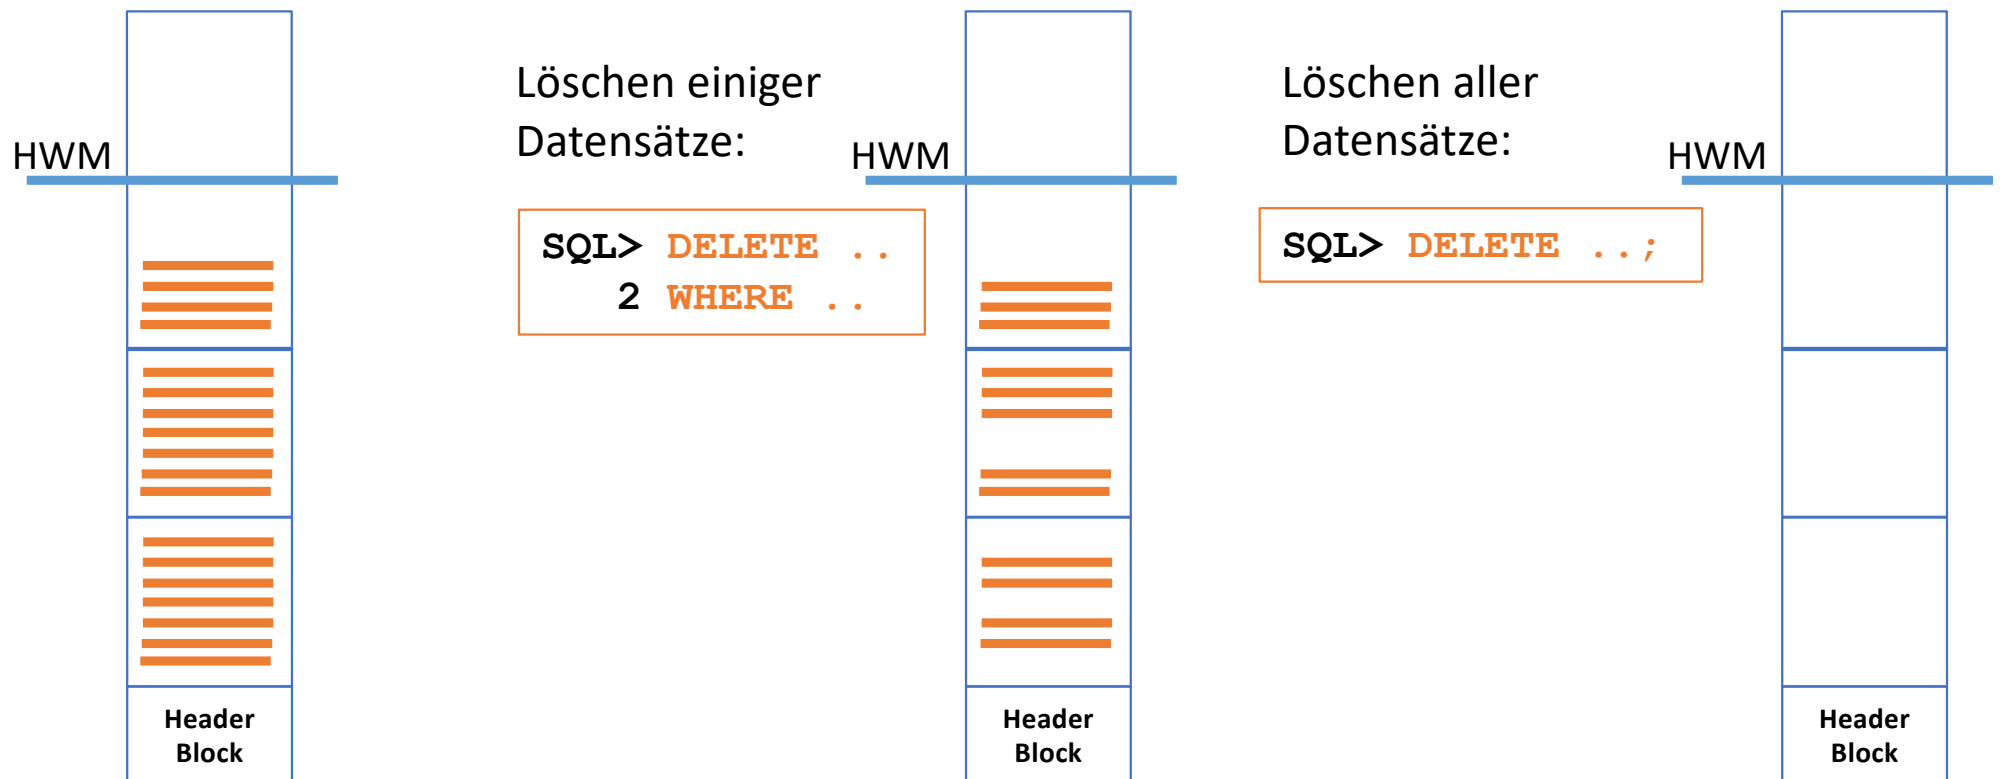 HWM
Header
Block
Löschen einiger
Datensätze:
SQL> DELETE ..
2 WHERE ..
HWM
Header
Block
Löschen aller
Datensätze:
SQL> DELETE ..;
HWM
Header
Block